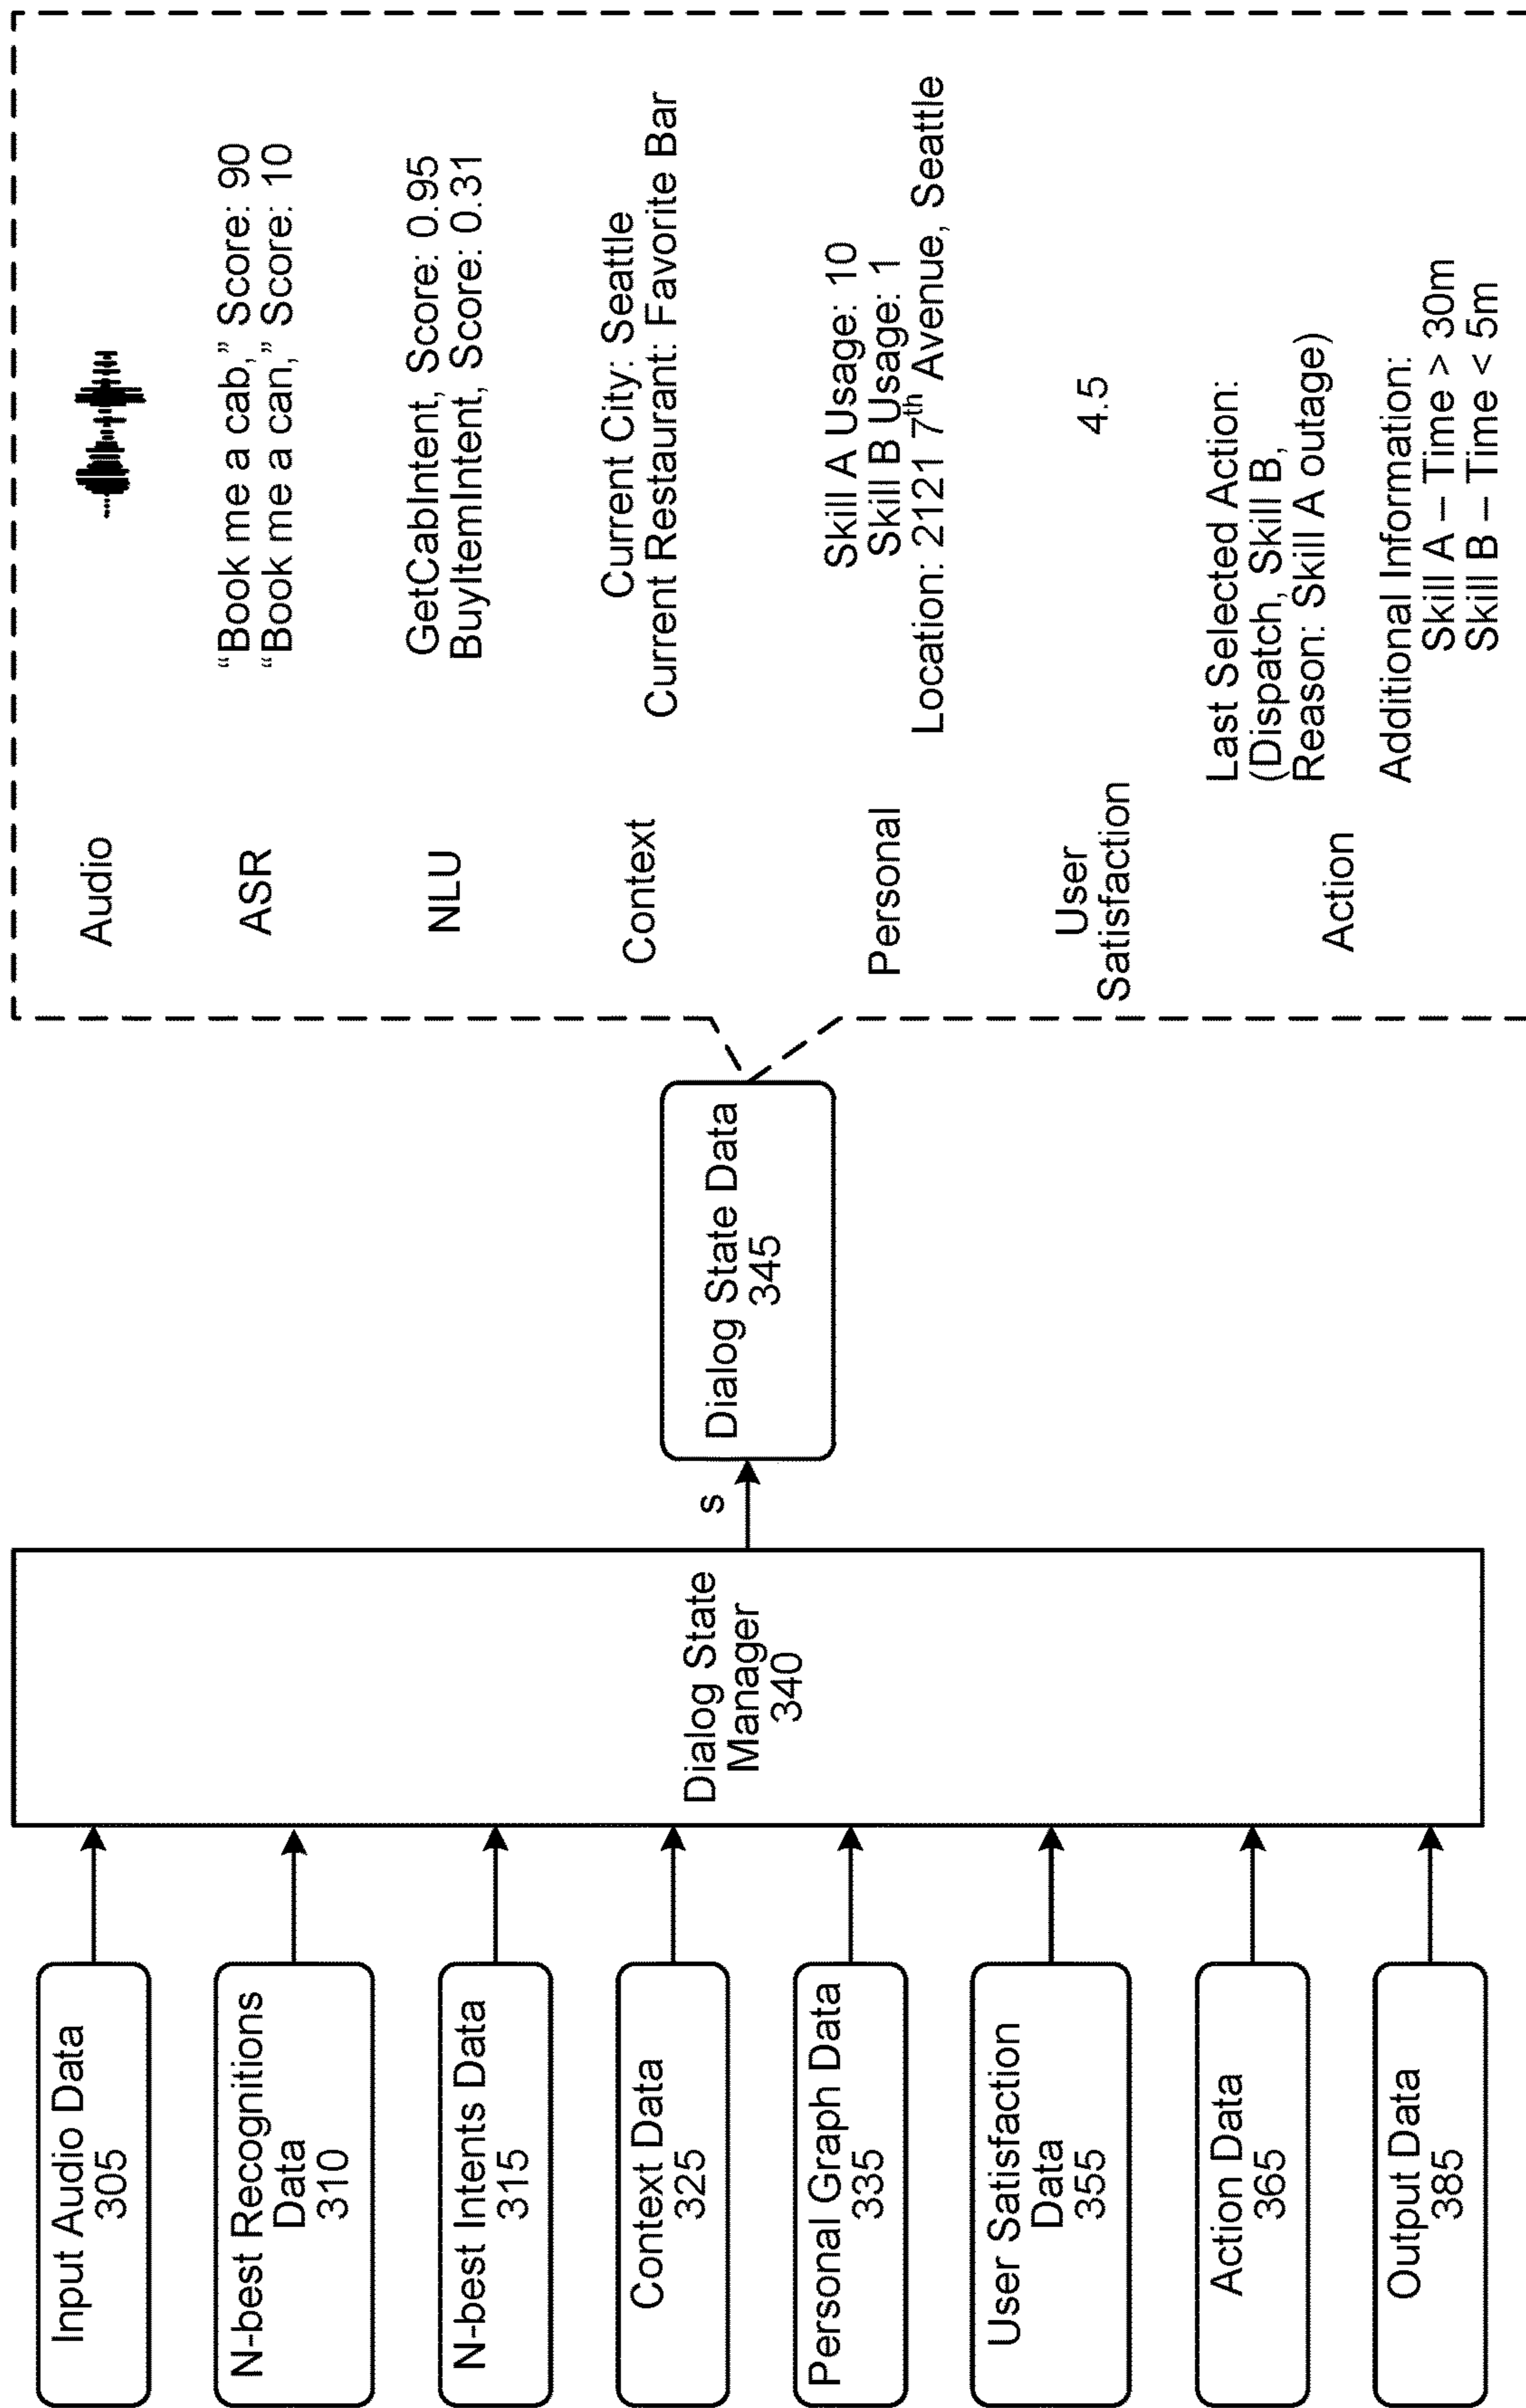 Input Audio Data
305
N-best Recognitions
Data
310
N-best Intents Data
315
Context Data
325
Personal Graph Data
335
User Satisfaction
Data
355
Action Data
365
Output Data
385
Dialog State
Manager
340
s
Dialog State Data
345
Audio
ASR
“Book me a cab,” Score: 90
“Book me a can,” Score: 10
NLU
GetCabIntent, Score: 0.95
BuyItemIntent, Score: 0.31
Context
Current City: Seattle
Current Restaurant: Favorite Bar
Personal
Skill A Usage: 10
Skill B Usage: 1
Location: 2121 7th Avenue, Seattle
User
Satisfaction
4.5
Action
Last Selected Action:
(Dispatch, Skill B,
Reason: Skill A outage)
Additional Information:
Skill A – Time > 30m
Skill B – Time < 5m